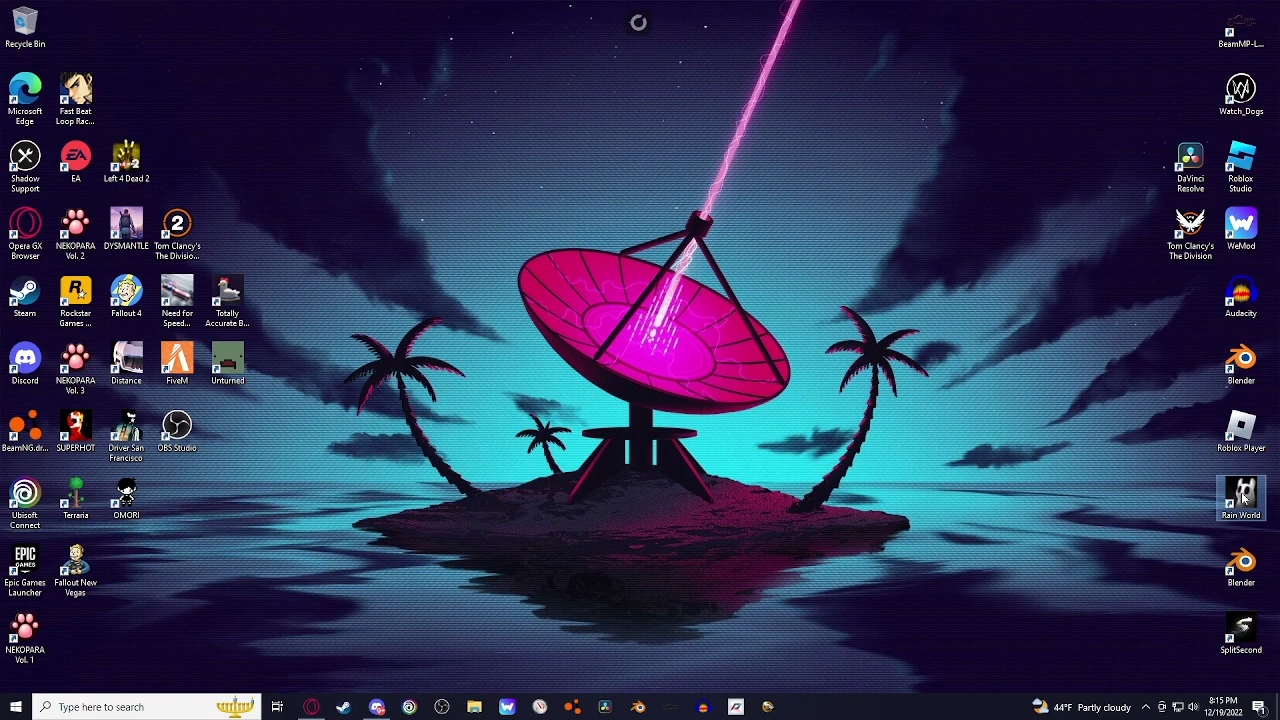 Recycle Bin
Microsoft
Edge
Fast Beat
Loop Rac...
Shadow
Support
EA
EA
Left 4 Dead 2
2
Opera GX
Browser
NEKOPARA
Vol. 2
DYSMANTLE
2
Tom Clancy's
The Divisio...
Steam
R
Rockstar
Games ...
Fallout 4
Need for
Speed...
Totally
Accurate B...
Discord
NEKOPARA
Vol. 3
Distance
FiveM
Unturned
BeamNG.dr...
SUPERHOT
Driver San
Francisco
OBS Studio
Ubisoft
Connect
Terraria
OMORI
EPIC
GAMES
Epic Games
Launcher
Fallout New
Vegas
NEKOPARA
Vol. 1
BeamMP-L...
Watch_Dogs
DaVinci
Resolve
Roblox
Studio
Tom Clancy's
The Division
WeMod
Audacity
Blender
Roblox Player
Rain World
Blender
SplitSecond
Type here to search
44°F Partly cloudy
8:15 PM
12/19/2022